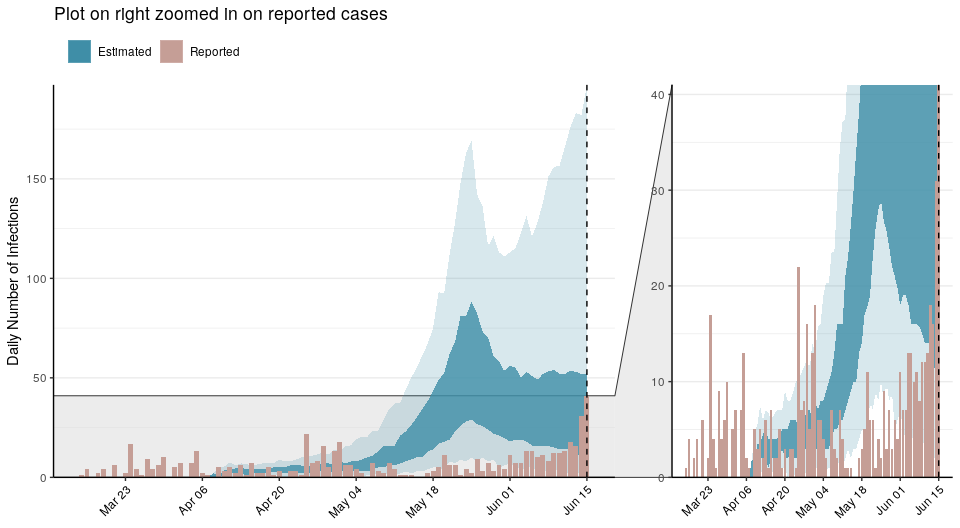 Plot on right zoomed in on reported cases
Estimated
Reported
Daily Number of Infections
150
100
50
0
Mar 23
Apr 06
Apr 20
May 04
May 18
Jun 01
Jun 15
40
30
20
10
0
Mar 23
Apr 06
Apr 20
May 04
May 18
Jun 01
Jun 15